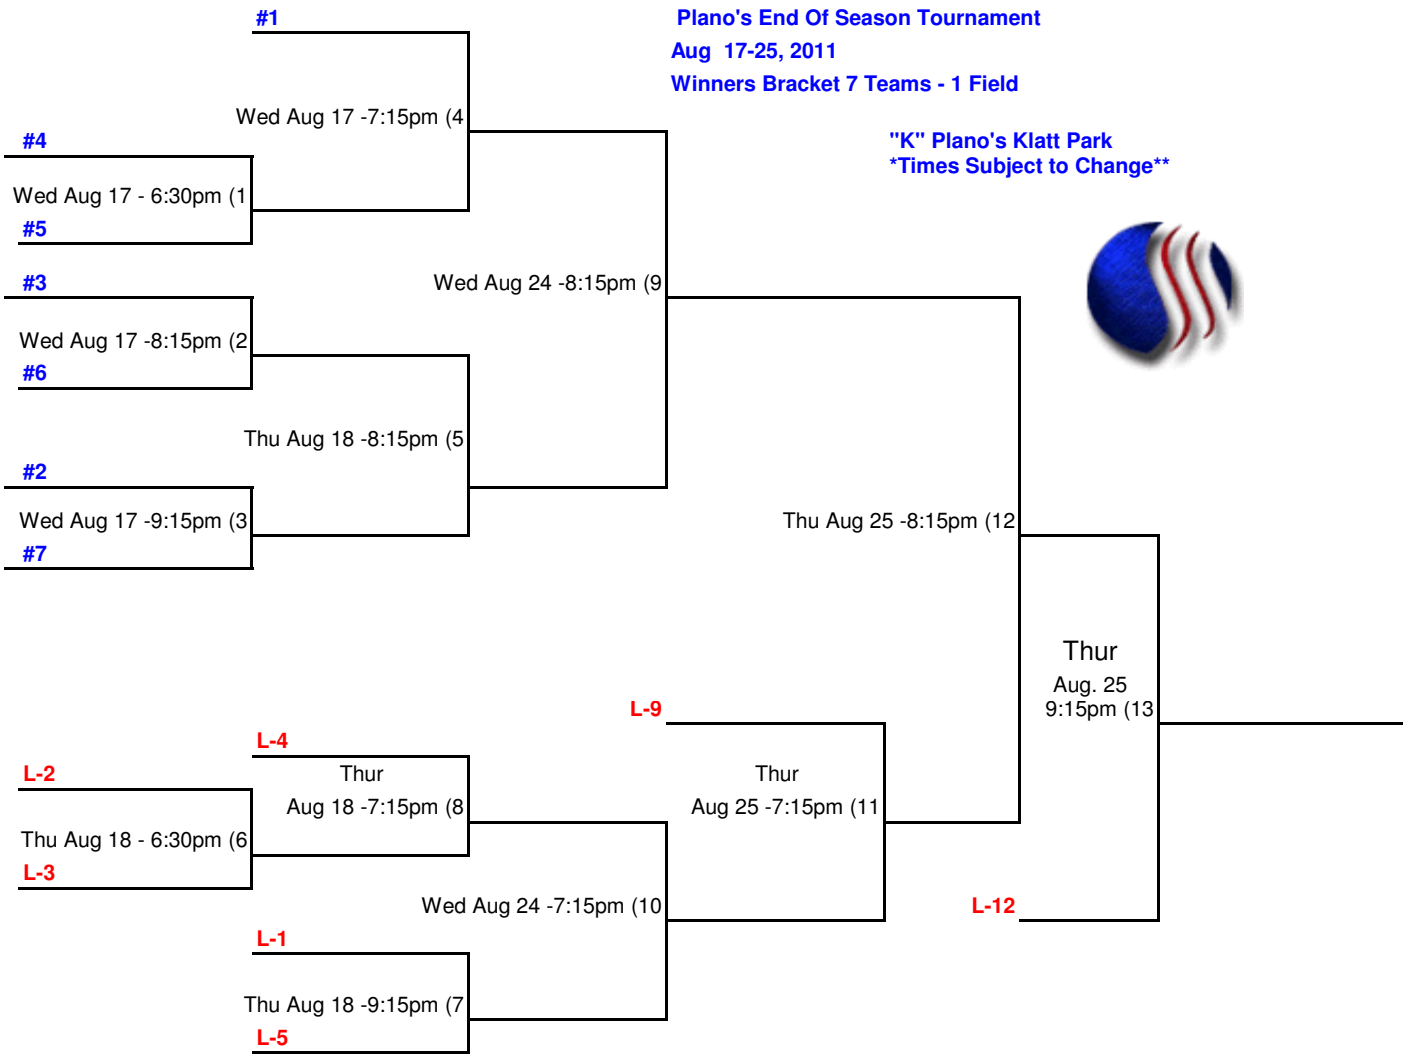 #1
Plano's End Of Season Tournament
Aug 17-25, 2011
Winners Bracket 7 Teams - 1 Field
Wed Aug 17 -7:15pm (4
"K" Plano's Klatt Park
*Times Subject to Change**
#4
Wed Aug 17 - 6:30pm (1
#5
#3
Wed Aug 24 -8:15pm (9
Wed Aug 17 -8:15pm (2
#6
Thu Aug 18 -8:15pm (5
#2
Wed Aug 17 -9:15pm (3
Thu Aug 25 -8:15pm (12
#7
Thur
Aug. 25
9:15pm (13
L-9
L-4
L-2
Thur
Aug 18 -7:15pm (8
Thur
Aug 25 -7:15pm (11
Thu Aug 18 - 6:30pm (6
L-3
Wed Aug 24 -7:15pm (10
L-12
L-1
Thu Aug 18 -9:15pm (7
L-5